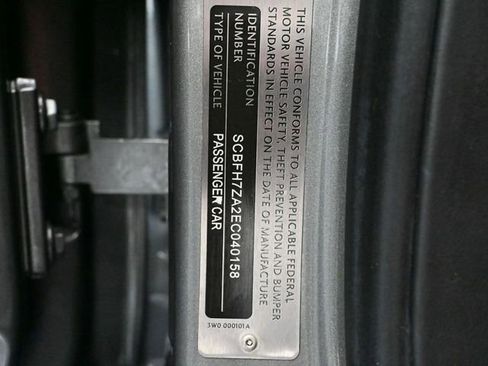 THIS VEHICLE CONFORMS TO ALL APPLICABLE FEDERAL
MOTOR VEHICLE SAFETY, THEFT PREVENTION AND BUMPER
STANDARDS IN EFFECT ON THE DATE OF MANUFACTURE
IDENTIFICATION
NUMBER SCBFH7ZA2EC040158
TYPE OF VEHICLE PASSENGER CAR
3W0 000101A